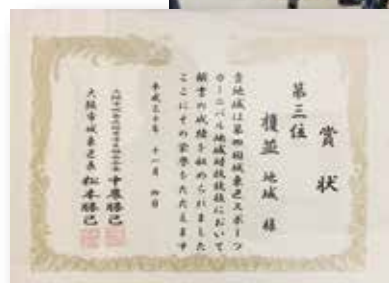 賞状
第三位
榎並地域 様
貴地域は第四回城東区スポーツ
カーニバル地域対抗競技において
頭書の成績を収められました
ここにその栄誉をたたえます
平成三十年 十一月 四日
大阪市城東区長 松本勝己